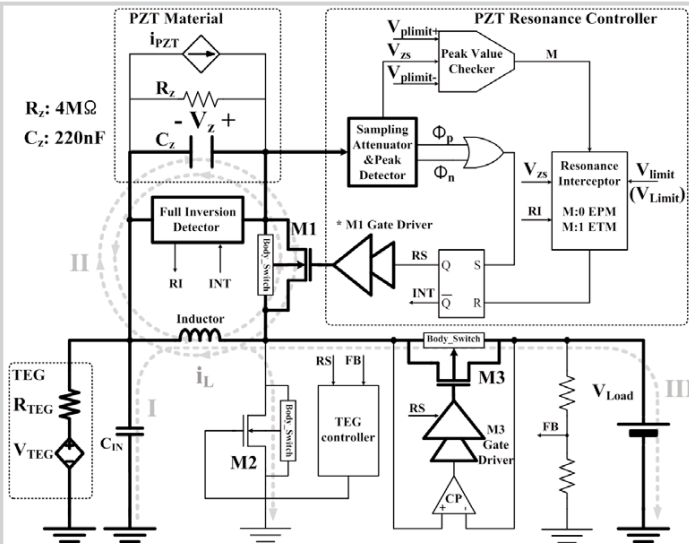 PZT Material
PZT Resonance Controller
iPZT
Rz
- Vz +
Cz
Rz: 4MΩ
Cz: 220nF
Vplimit+
Vzs
Vplimit-
Peak Value
Checker
M
Sampling
Attenuator
&Peak
Detector
Φp
Φn
Vzs
RI
Resonance
Interceptor
M:0 EPM
M:1 ETM
Vlimit
(VLimit)
Full Inversion
Detector
RI
INT
Body_Switch
M1
* M1 Gate Driver
RS
INT
Q
S
Q
R
II
Inductor
iL
TEG
RTEG
VTEG
I
CIN
M2
Body_Switch
RS
FB
TEG
controller
Body_Switch
M3
RS
M3
Gate
Driver
CP
+
-
FB
VLoad
III